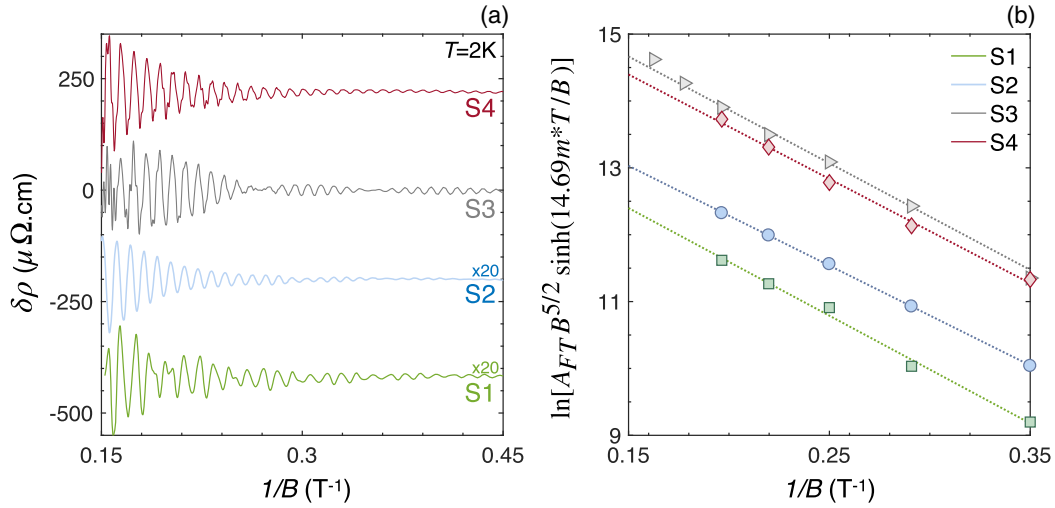 (a)
T=2K
δρ (μ Ω.cm)
250
0
-250
-500
S4
S3
x20
S2
x20
S1
0.15
0.3
0.45
1/B (T⁻¹)
(b)
ln[A_FT B^5/2 sinh(14.69m*T/B)]
15
13
11
9
S1
S2
S3
S4
0.15
0.25
0.35
1/B (T⁻¹)